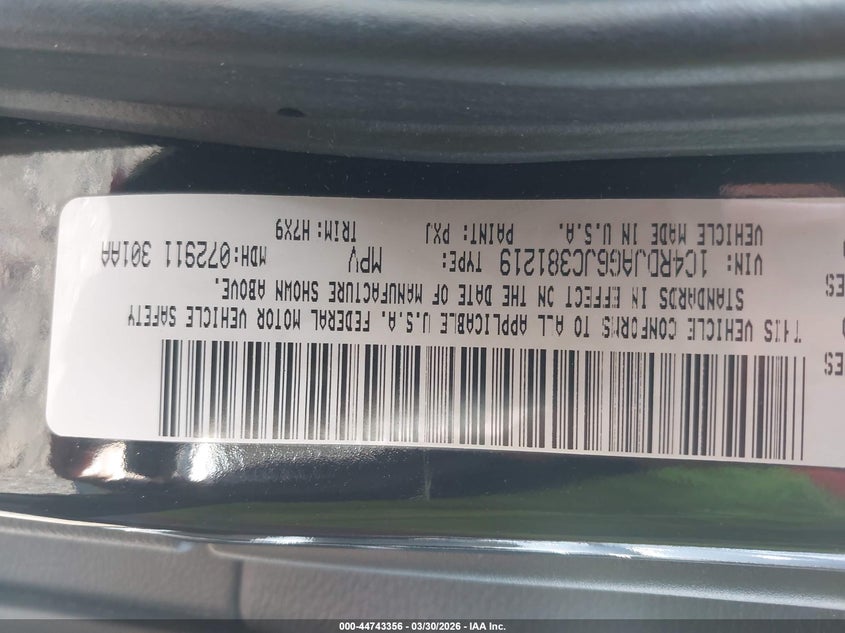 THIS VEHICLE CONFORMS TO ALL APPLICABLE U.S.A. FEDERAL MOTOR VEHICLE SAFETY
STANDARDS IN EFFECT ON THE DATE OF MANUFACTURE SHOWN ABOVE.
VIN: 1C4RDJAG6JC381219 TYPE: MPV MDH:072911 301AA
VEHICLE MADE IN U.S.A. PAINT: PXJ TRIM: H7X9
000-44743356 - 03/30/2026 - IAA Inc.